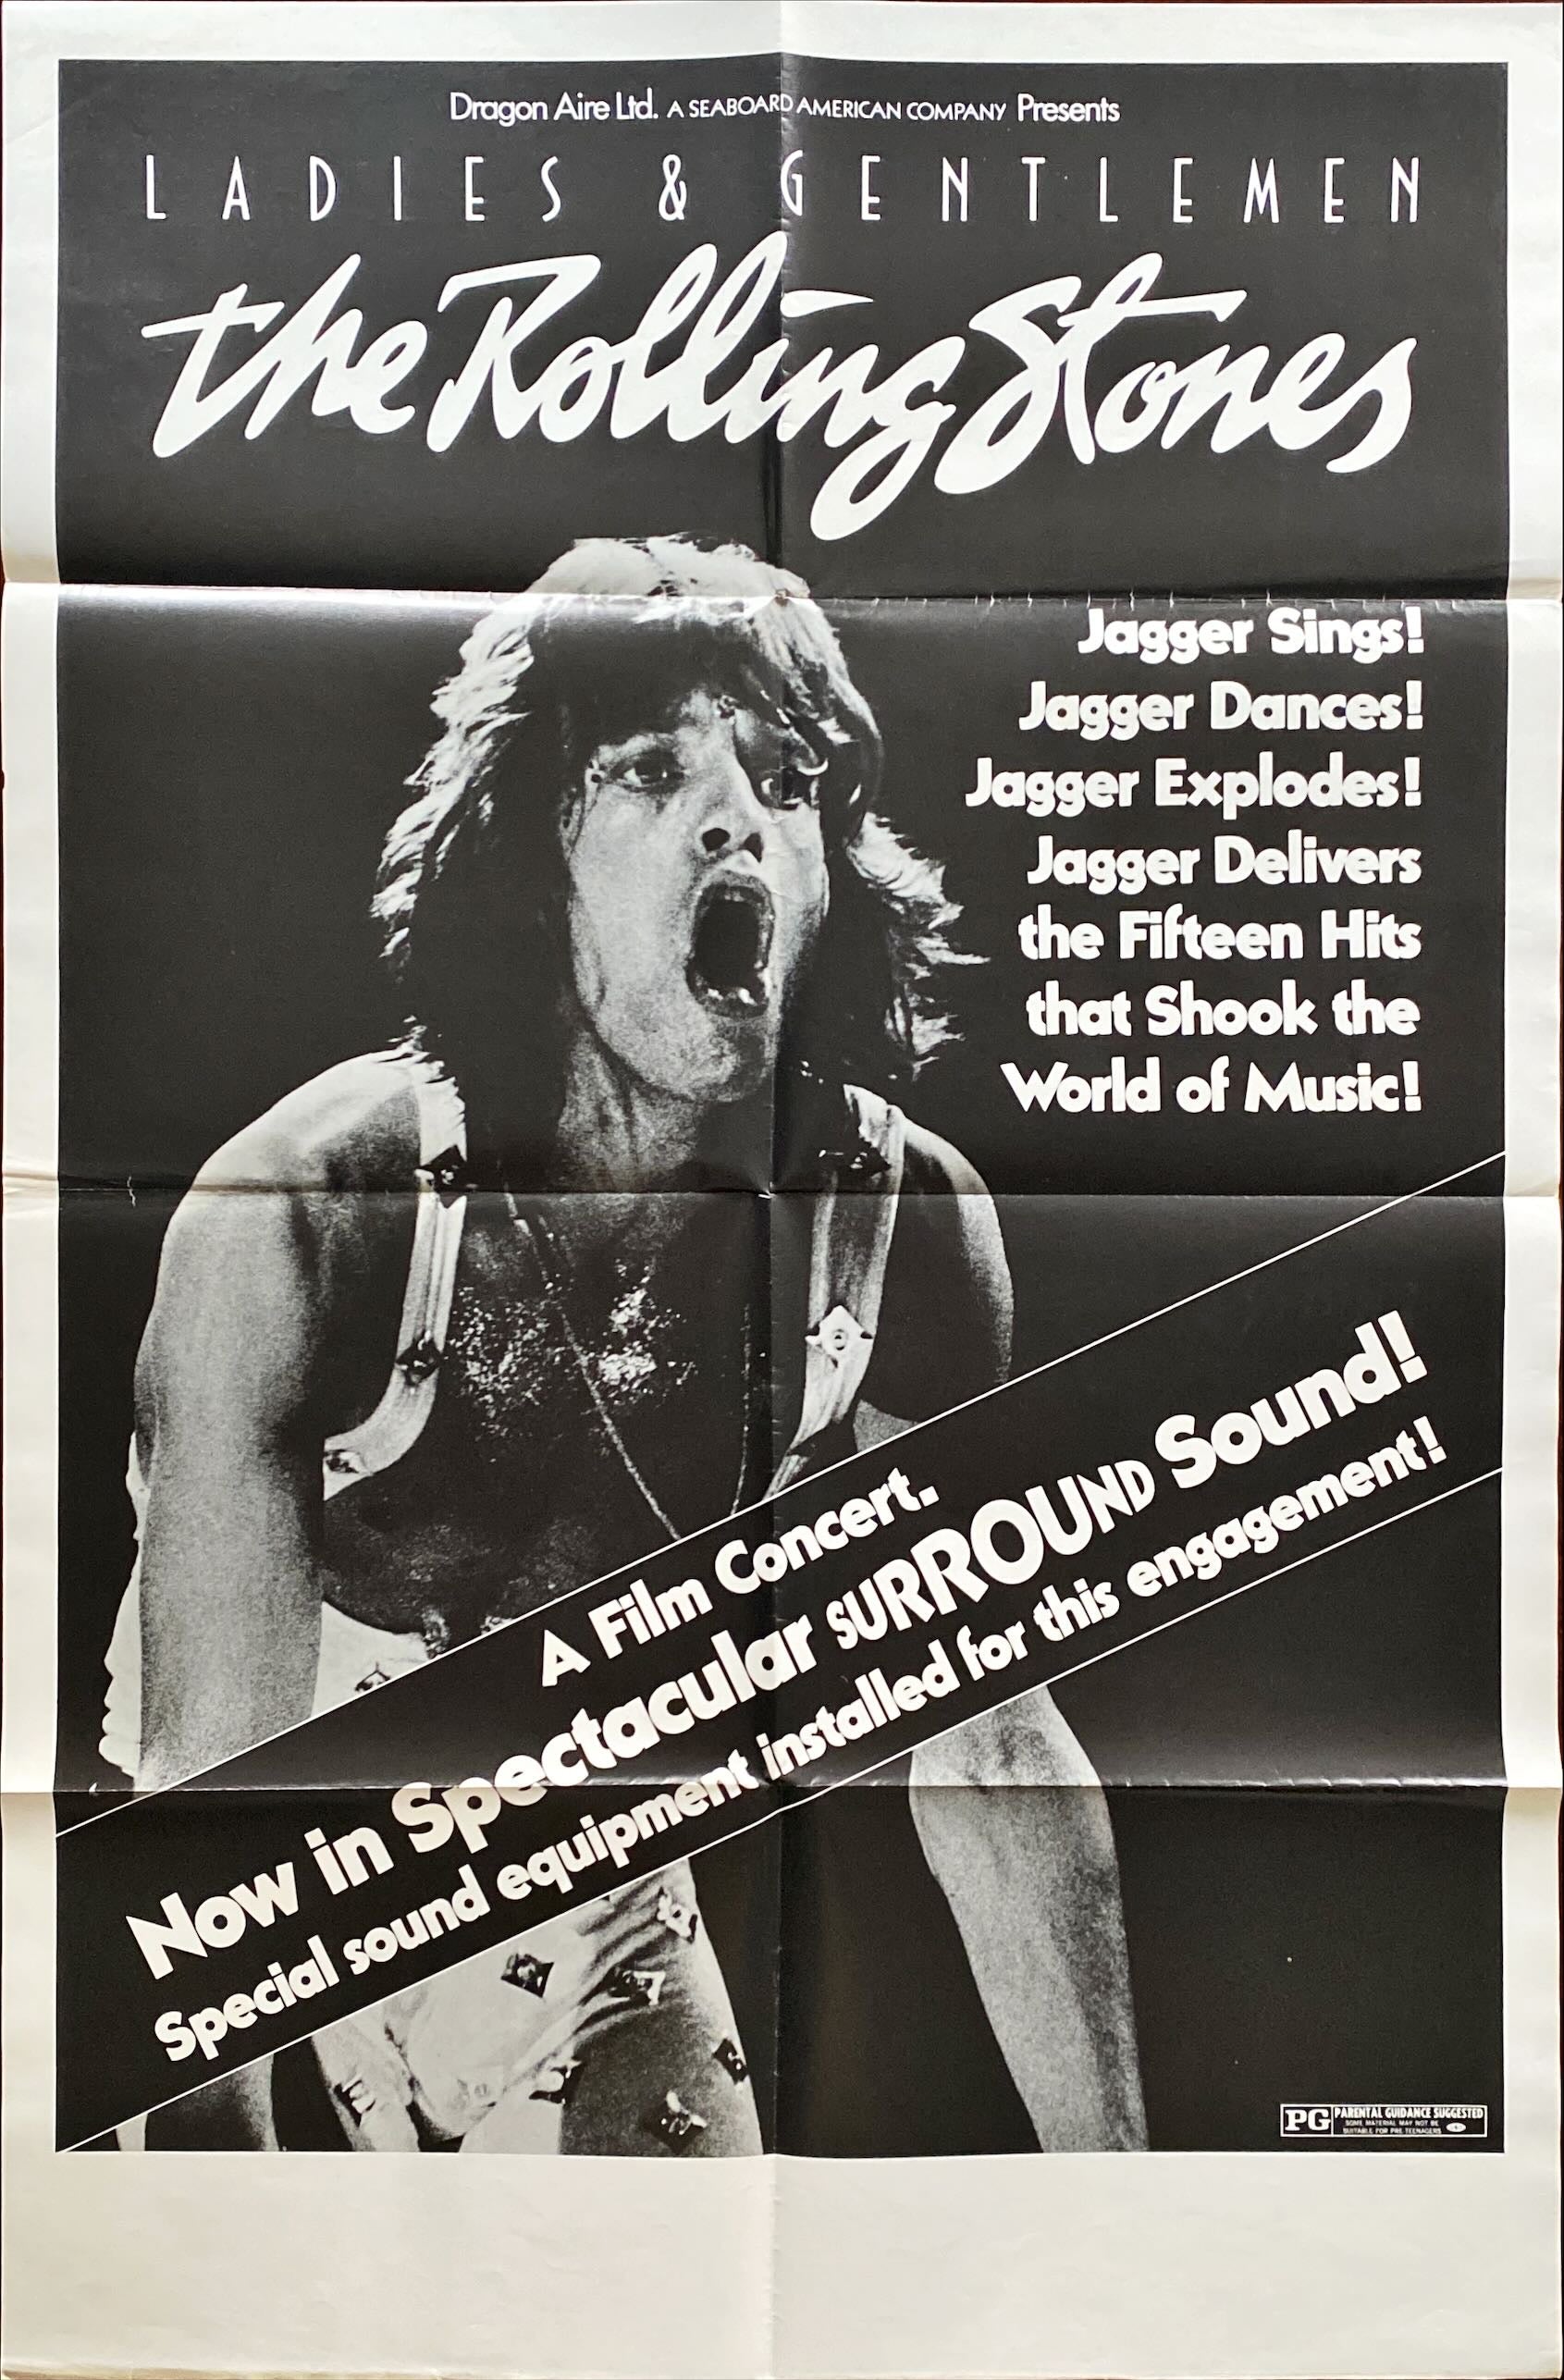 Dragon Aire Ltd. A SEABOARD AMERICAN COMPANY Presents
LADIES & GENTLEMEN
the Rolling Stones
Jagger Sings!
Jagger Dances!
Jagger Explodes!
Jagger Delivers
the Fifteen Hits
that Shook the
World of Music!
A Film Concert.
Now in Spectacular SURROUND Sound!
Special sound equipment installed for this engagement!
PG PARENTAL GUIDANCE SUGGESTED
SOME MATERIAL MAY NOT BE
SUITABLE FOR PRE-TEENAGERS